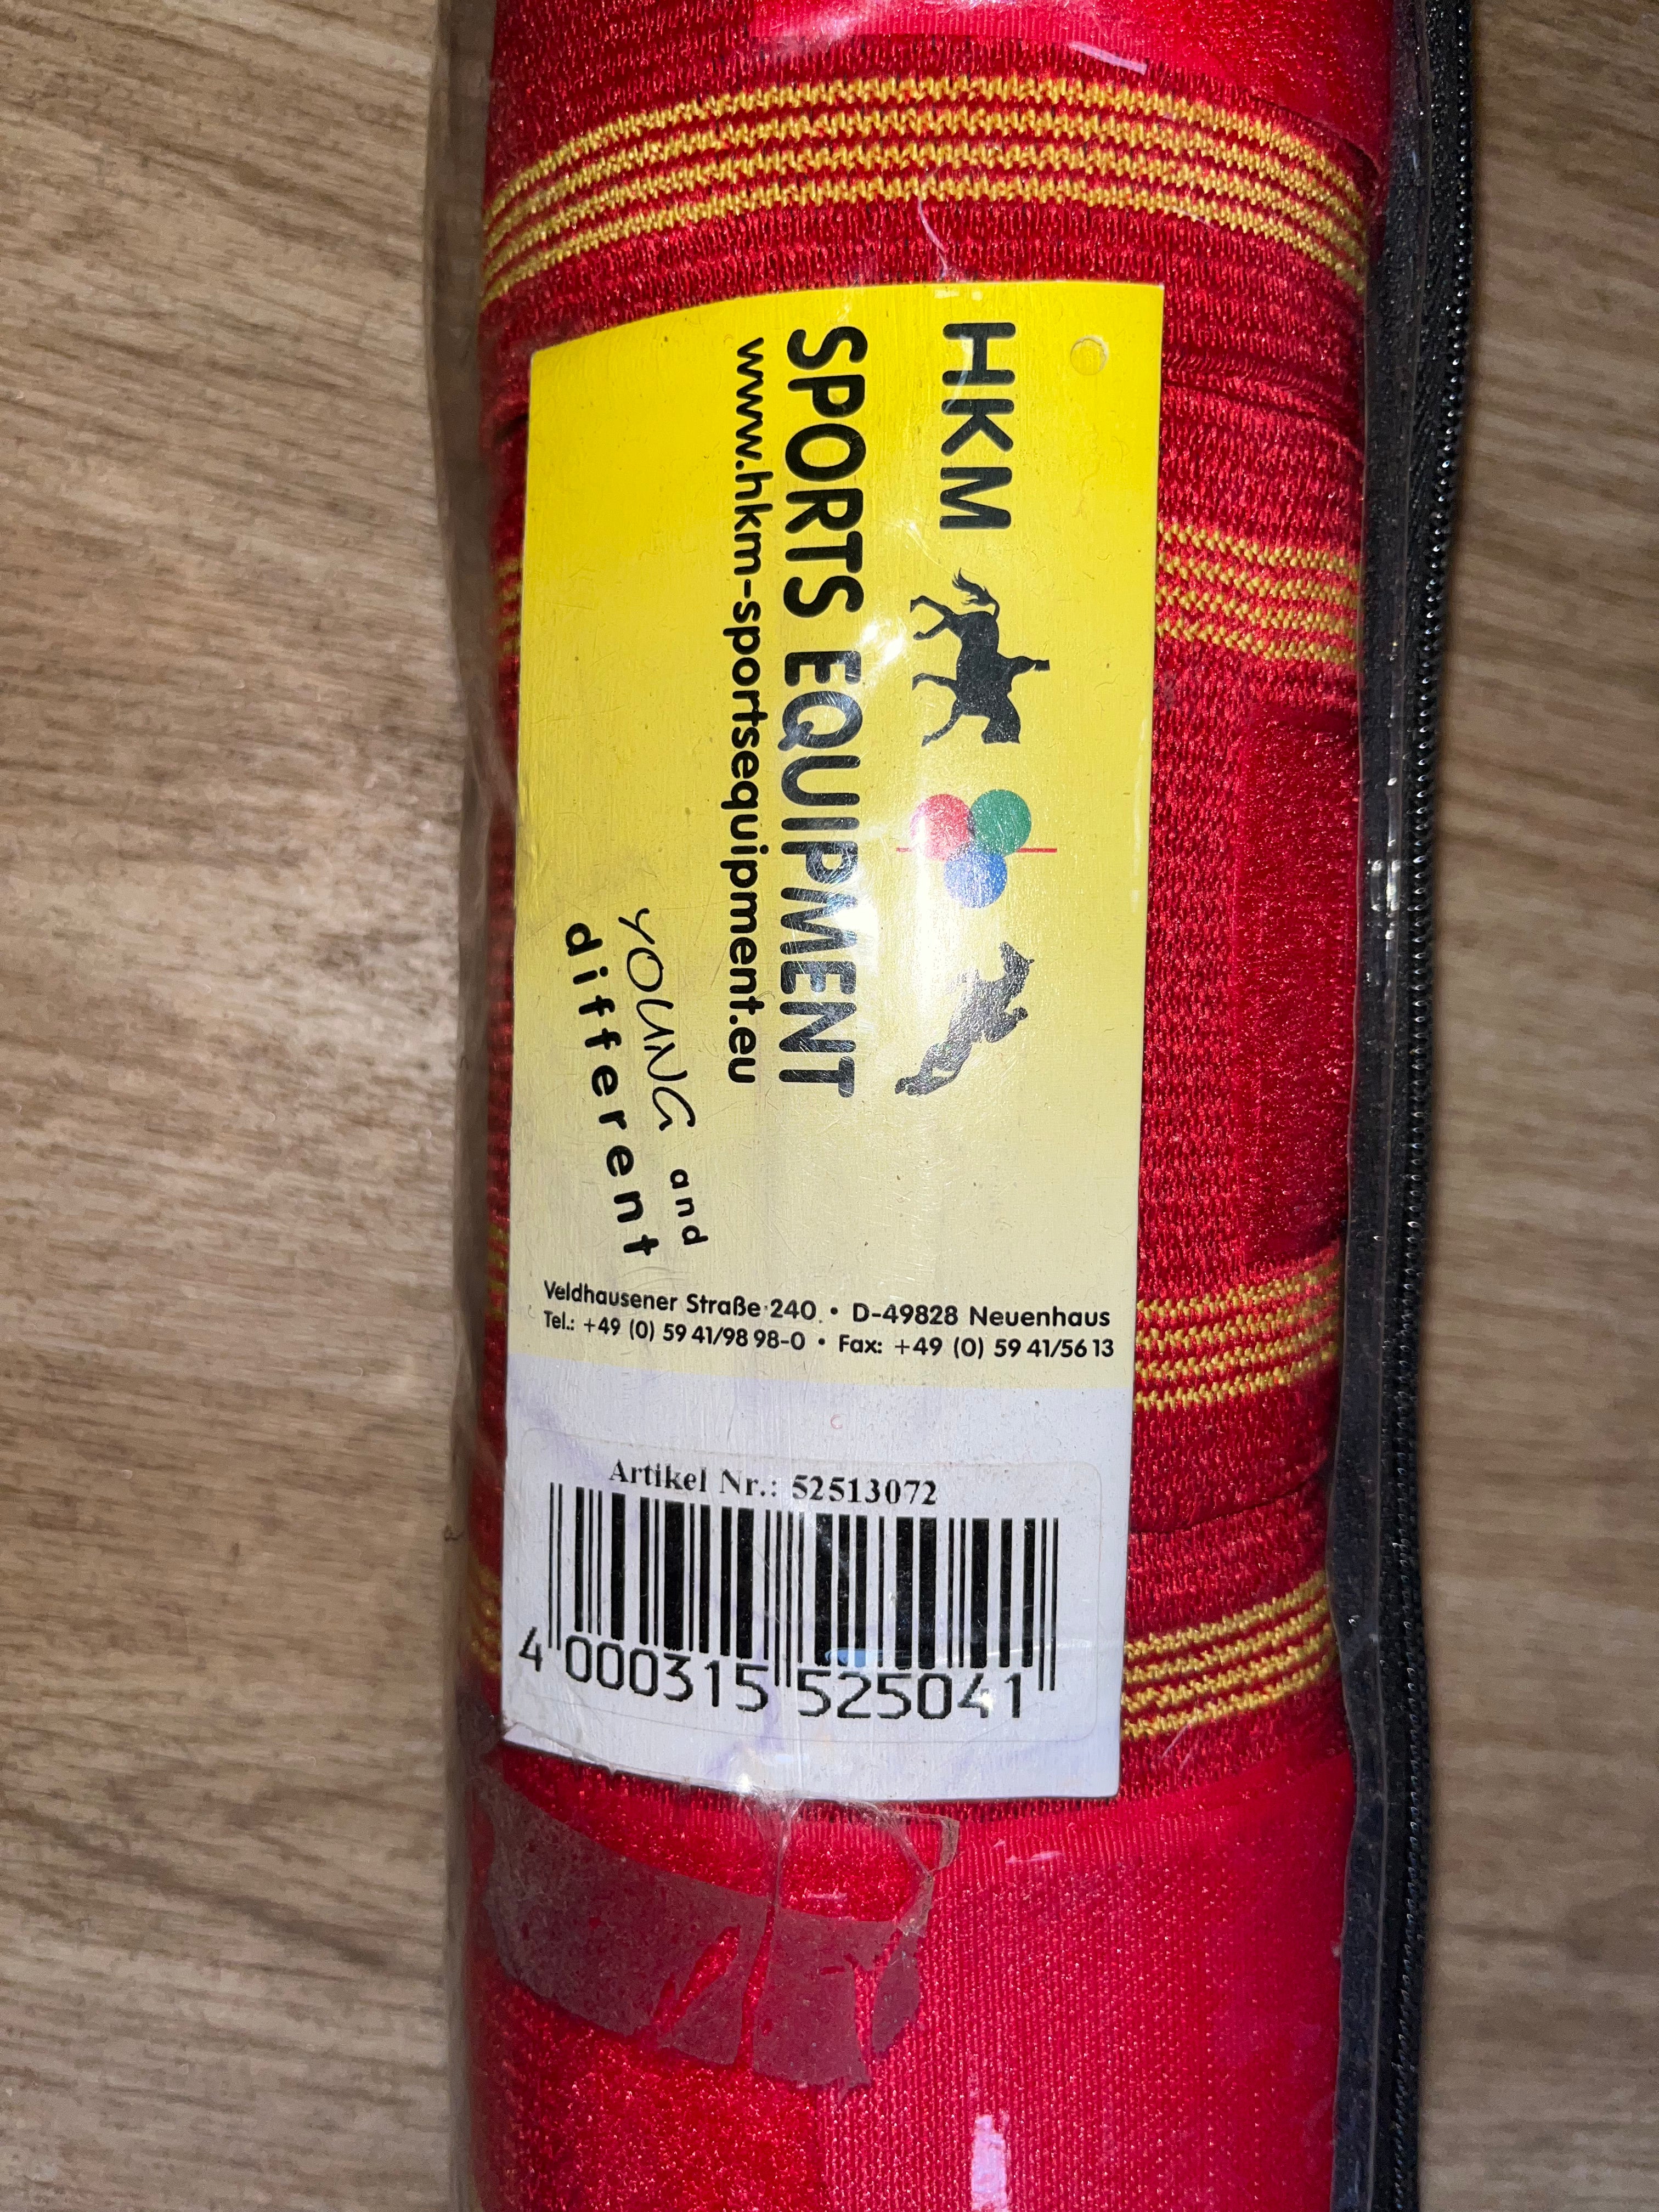 HKM
SPORTS EQUIPMENT
www.hkm-sportsequipment.eu
YOUNG and
different
Veldhausener Straße 240 • D-49828 Neuenhaus
Tel.: +49 (0) 59 41/98 98-0 • Fax: +49 (0) 59 41/56 13
Artikel Nr.: 52513072
4 000315 525041